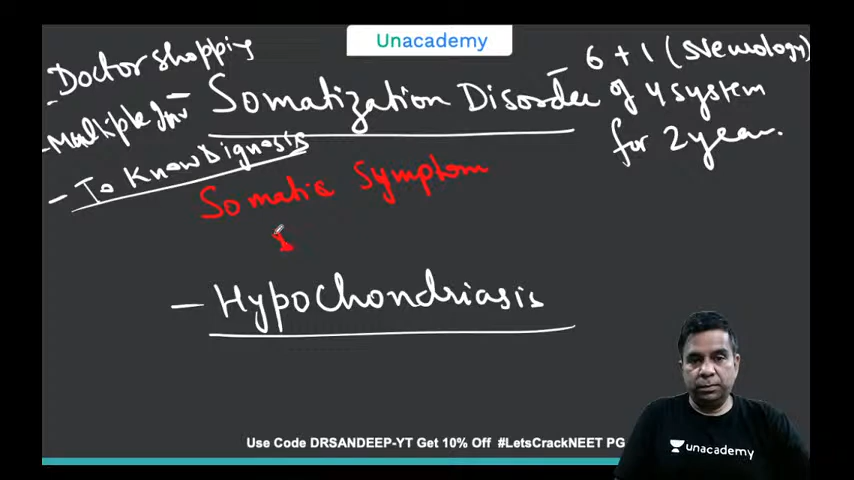 Unacademy
- Doctor shopping
- Multiple Inv
- To Know Diagnosis
- Somatization Disorder
- 6 + 1 (
of 4 system
for 2 year.
Somatic Symptom
- Hypochondriasis
unacademy
Use Code DRSANDEEP-YT Get 10% Off #LetsCrackNEET PG